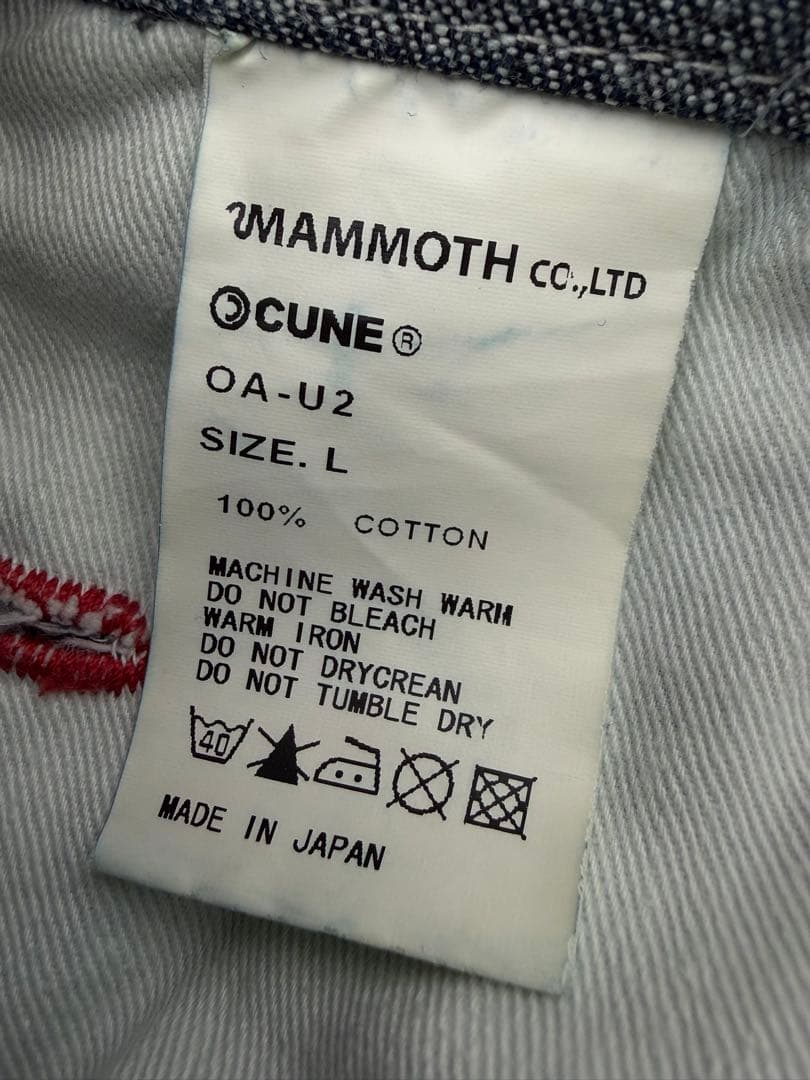 MAMMOTH CO.,LTD
CUNE®
OA-U2
SIZE. L
100% COTTON
MACHINE WASH WARM
DO NOT BLEACH
WARM IRON
DO NOT DRYCREAN
DO NOT TUMBLE DRY
40
MADE IN JAPAN